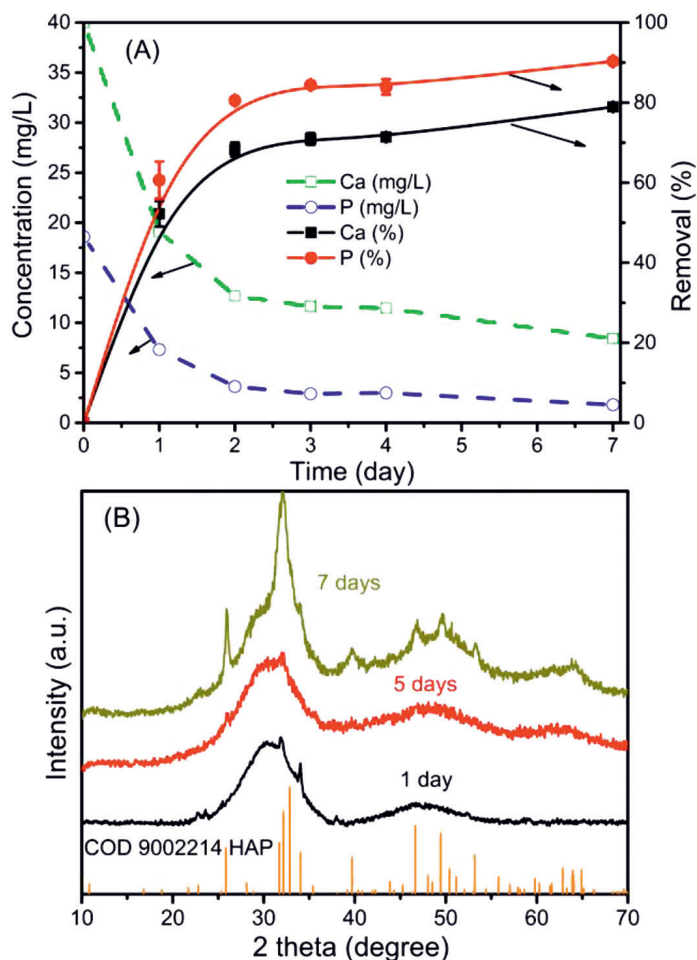 (A)
40
35
30
25
20
15
10
5
0
Concentration (mg/L)
100
80
60
40
20
0
Removal (%)
Ca (mg/L)
P (mg/L)
Ca (%)
P (%)
0 1 2 3 4 5 6 7
Time (day)
(B)
7 days
5 days
1 day
COD 9002214 HAP
Intensity (a.u.)
10 20 30 40 50 60 70
2 theta (degree)